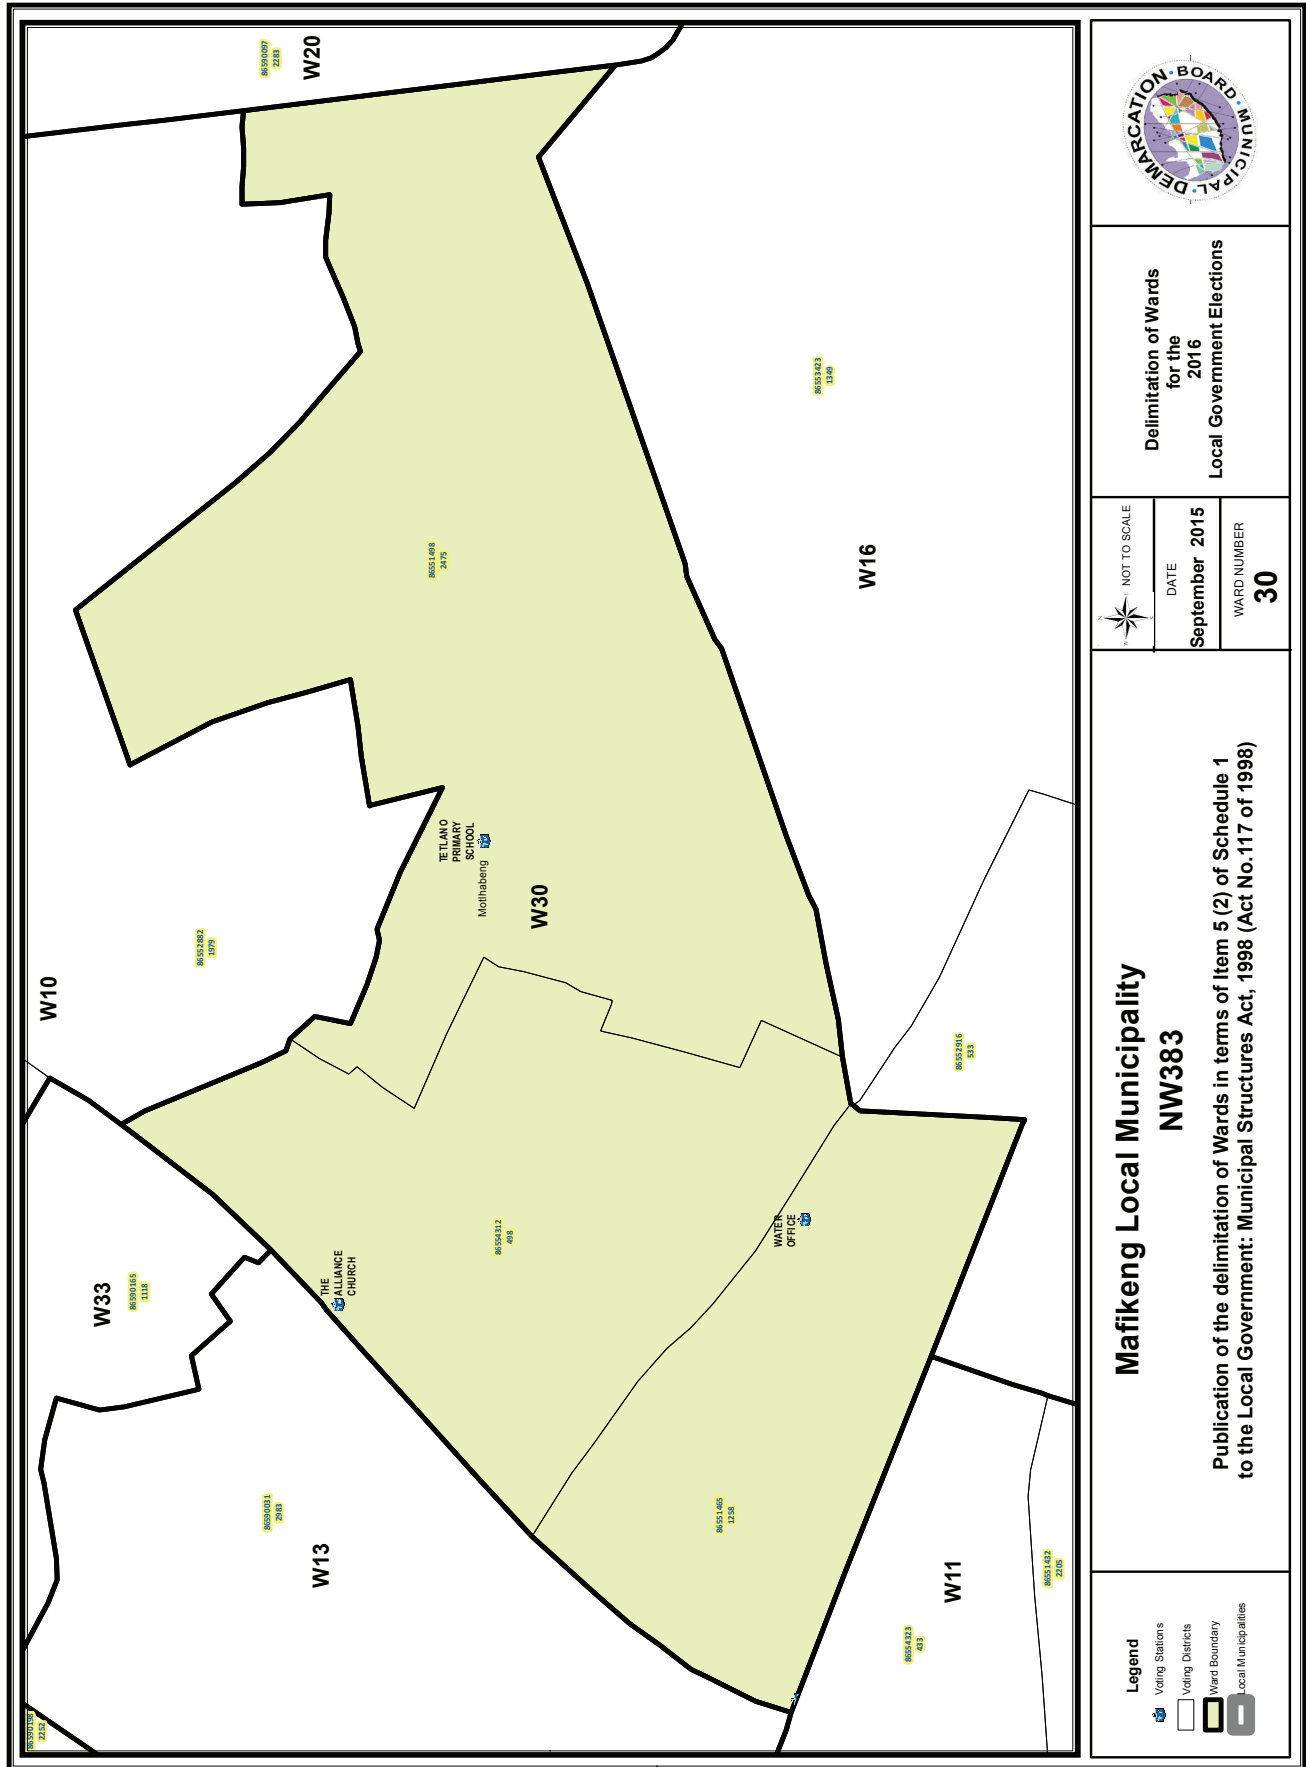 W20
86590097
2283
W10
86552882
1979
W33
86590165
1118
W13
86590031
2983
86590198
2252
86551498
2475
TETLANO
PRIMARY
SCHOOL
Motlhabeng
W30
THE
ALLIANCE
CHURCH
86554312
498
WATER
OFFICE
86551465
1258
86553423
1349
W16
86552916
533
W11
86554323
433
86551432
2205
Legend
Voting Stations
Voting Districts
Ward Boundary
Local Municipalities
Mafikeng Local Municipality
NW383
Publication of the delimitation of Wards in terms of Item 5 (2) of Schedule 1
to the Local Government: Municipal Structures Act, 1998 (Act No.117 of 1998)
NOT TO SCALE
DATE
September 2015
WARD NUMBER
30
Delimitation of Wards
for the
2016
Local Government Elections
MUNICIPAL · DEMARCATION · BOARD ·